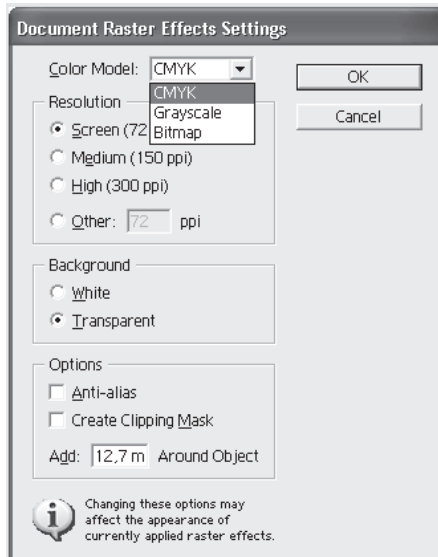 Document Raster Effects Settings
Color Model: CMYK
CMYK
Grayscale
Bitmap
OK
Cancel
Resolution
Screen (72
Medium (150 ppi)
High (300 ppi)
Other: 72 ppi
Background
White
Transparent
Options
Anti-alias
Create Clipping Mask
Add: 12,7 m Around Object
Changing these options may
affect the appearance of
currently applied raster effects.